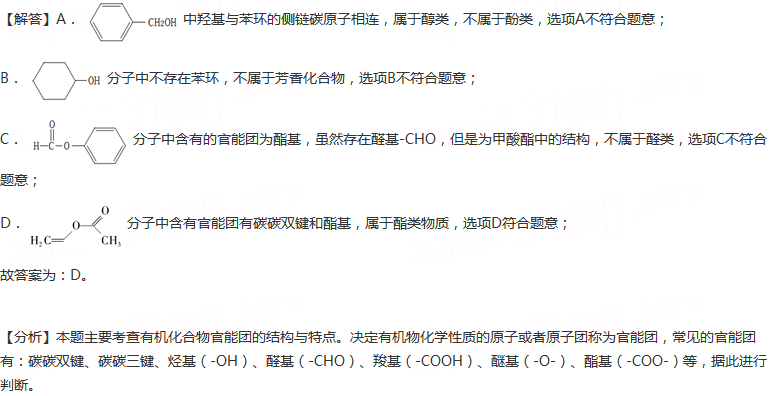 【解答】A． CH2OH 中羟基与苯环的侧链碳原子相连，属于醇类，不属于酚类，选项A不符合题意；
B． OH 分子中不存在苯环，不属于芳香化合物，选项B不符合题意；
O
C． H-C-O- 分子中含有的官能团为酯基，虽然存在醛基-CHO，但是为甲酸酯中的结构，不属于醛类，选项C不符合
题意；
D． H₂C O O CH₃ 分子中含有官能团有碳碳双键和酯基，属于酯类物质，选项D符合题意；
故答案为：D。
【分析】本题主要考查有机化合物官能团的结构与特点。决定有机物化学性质的原子或者原子团称为官能团，常见的官能团
有：碳碳双键、碳碳三键、烃基（-OH）、醛基（-CHO）、羧基（-COOH）、醚基（-O-）、酯基（-COO-）等，据此进行
判断。